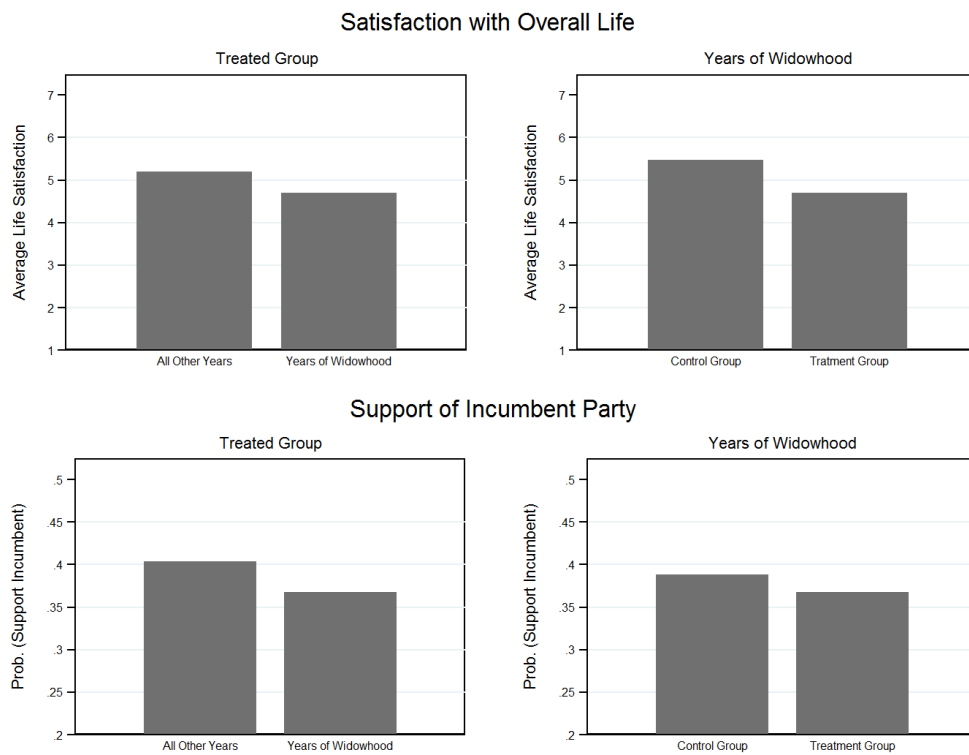 Satisfaction with Overall Life
Treated Group
Average Life Satisfaction
7
6
5
4
3
2
1
All Other Years Years of Widowhood
Years of Widowhood
Average Life Satisfaction
7
6
5
4
3
2
1
Control Group Tratment Group
Support of Incumbent Party
Treated Group
Prob. (Support Incumbent)
.5
.45
.4
.35
.3
.25
.2
All Other Years Years of Widowhood
Years of Widowhood
Prob. (Support Incumbent)
.5
.45
.4
.35
.3
.25
.2
Control Group Treatment Group